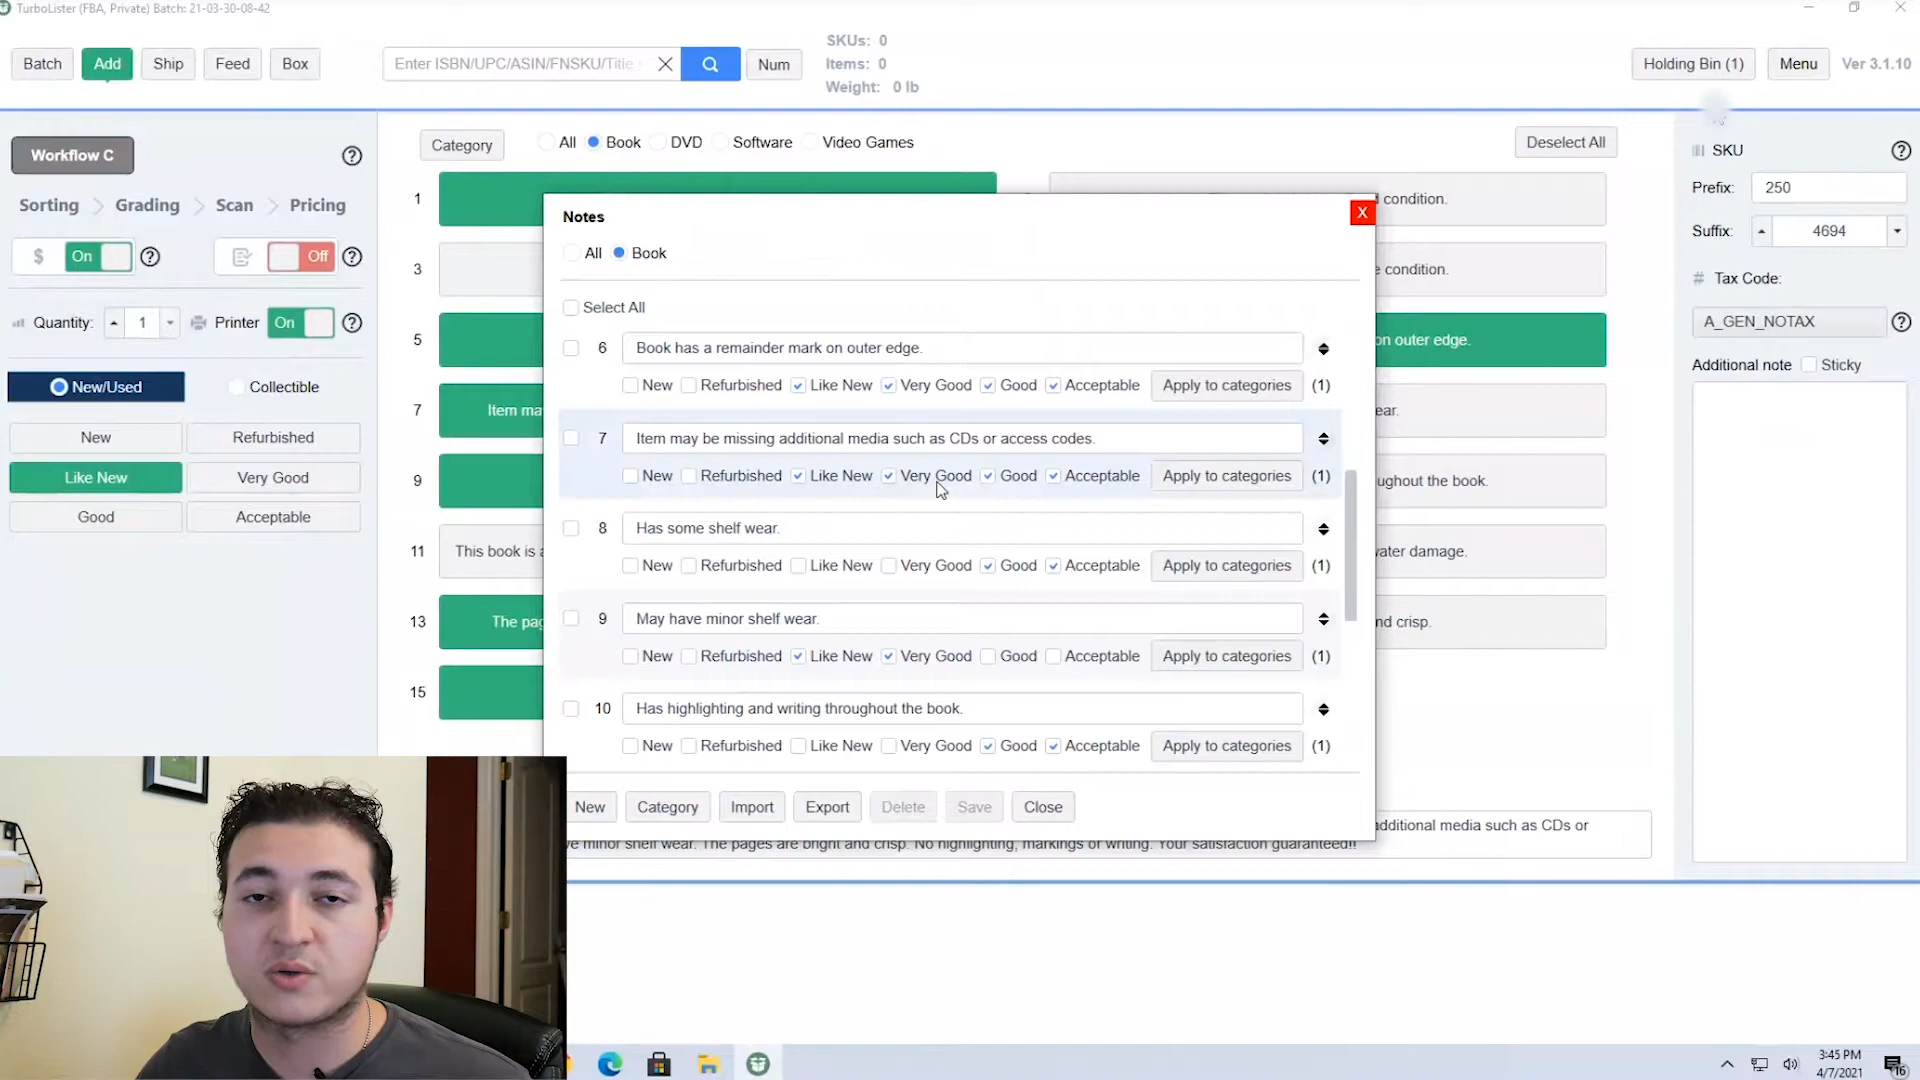 TurboLister (FBA, Private) Batch: 21-03-30-08-42
Batch Add Ship Feed Box
Enter ISBN/UPC/ASIN/FNSKU/Title
Num
SKUs: 0
Items: 0
Weight: 0 lb
Holding Bin (1) Menu Ver 3.1.10
Workflow C
Sorting Grading Scan Pricing
$ On Off
Quantity: 1 Printer On
New/Used Collectible
New Refurbished
Like New Very Good
Good Acceptable
Category All Book DVD Software Video Games Deselect All
1 condition.
3 condition.
5 on outer edge.
7 Item ear.
9 ughout the book.
11 This book is ater damage.
13 The nd crisp.
15
Notes X
All Book
Select All
6 Book has a remainder mark on outer edge.
New Refurbished Like New Very Good Good Acceptable Apply to categories (1)
7 Item may be missing additional media such as CDs or access codes.
New Refurbished Like New Very Good Good Acceptable Apply to categories (1)
8 Has some shelf wear.
New Refurbished Like New Very Good Good Acceptable Apply to categories (1)
9 May have minor shelf wear.
New Refurbished Like New Very Good Good Acceptable Apply to categories (1)
10 Has highlighting and writing throughout the book.
New Refurbished Like New Very Good Good Acceptable Apply to categories (1)
New Category Import Export Delete Save Close
additional media such as CDs or
minor shelf wear. The pages are bright and crisp. No highlighting, markings or writing. Your satisfaction guaranteed!!
SKU
Prefix: 250
Suffix: 4694
# Tax Code:
A_GEN_NOTAX
Additional note Sticky
3:45 PM
4/7/2021
16